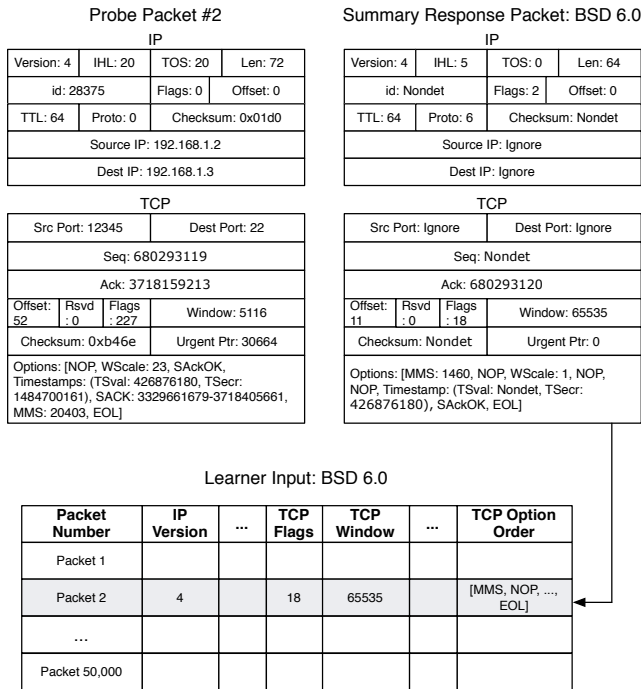 Probe Packet #2
IP
Version: 4 IHL: 20 TOS: 20 Len: 72
id: 28375 Flags: 0 Offset: 0
TTL: 64 Proto: 0 Checksum: 0x01d0
Source IP: 192.168.1.2
Dest IP: 192.168.1.3
TCP
Src Port: 12345 Dest Port: 22
Seq: 680293119
Ack: 3718159213
Offset: 52 Rsvd : 0 Flags : 227 Window: 5116
Checksum: 0xb46e Urgent Ptr: 30664
Options: [NOP, WScale: 23, SAckOK,
Timestamps: (TSval: 426876180, TSecr:
1484700161), SACK: 3329661679-3718405661,
MMS: 20403, EOL]
Summary Response Packet: BSD 6.0
IP
Version: 4 IHL: 5 TOS: 0 Len: 64
id: Nondet Flags: 2 Offset: 0
TTL: 64 Proto: 6 Checksum: Nondet
Source IP: Ignore
Dest IP: Ignore
TCP
Src Port: Ignore Dest Port: Ignore
Seq: Nondet
Ack: 680293120
Offset: 11 Rsvd : 0 Flags : 18 Window: 65535
Checksum: Nondet Urgent Ptr: 0
Options: [MMS: 1460, NOP, WScale: 1, NOP,
NOP, Timestamp: (TSval: Nondet, TSecr:
426876180), SAckOK, EOL]
Learner Input: BSD 6.0
Packet Number IP Version ... TCP Flags TCP Window ... TCP Option Order
Packet 1
Packet 2 4 18 65535 [MMS, NOP, ..., EOL]
...
Packet 50,000